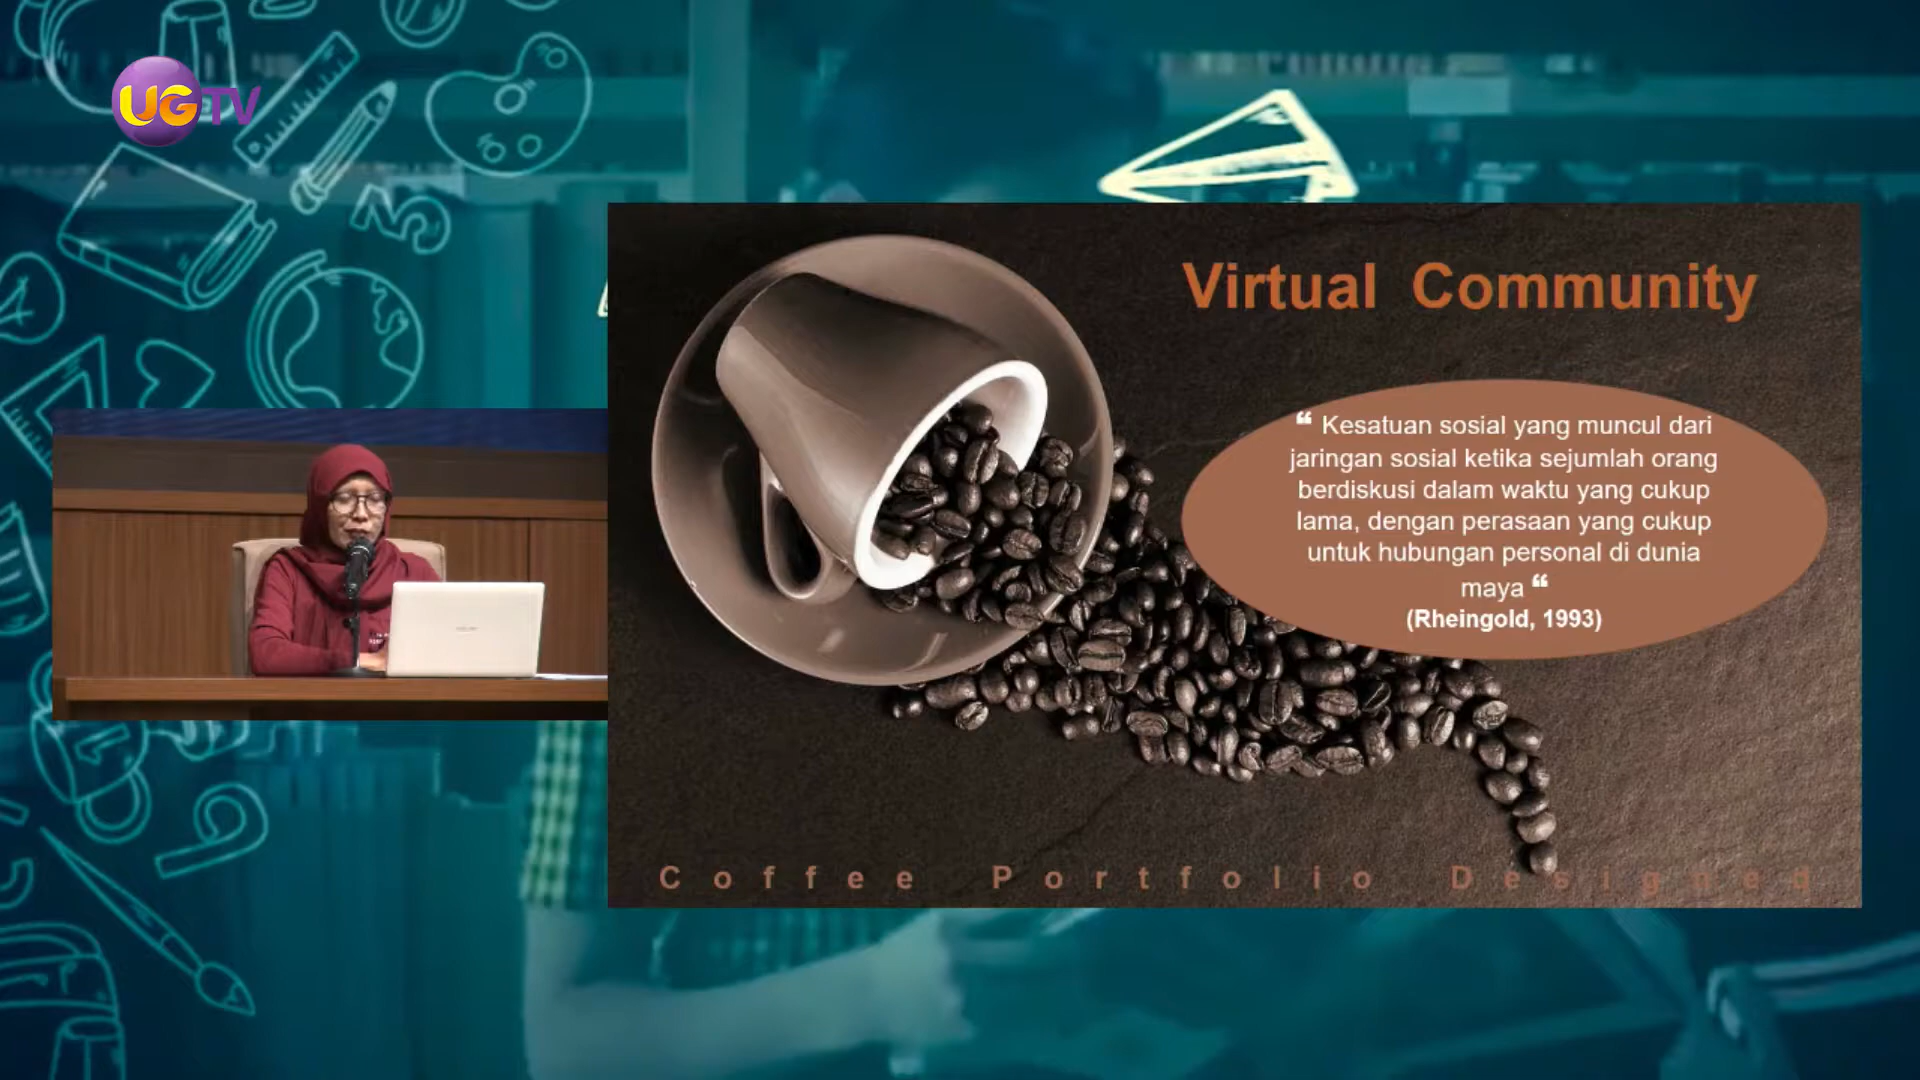 UGTV
Virtual Community
❝ Kesatuan sosial yang muncul dari
jaringan sosial ketika sejumlah orang
berdiskusi dalam waktu yang cukup
lama, dengan perasaan yang cukup
untuk hubungan personal di dunia
maya ❝
(Rheingold, 1993)
Coffee Portfolio Designed